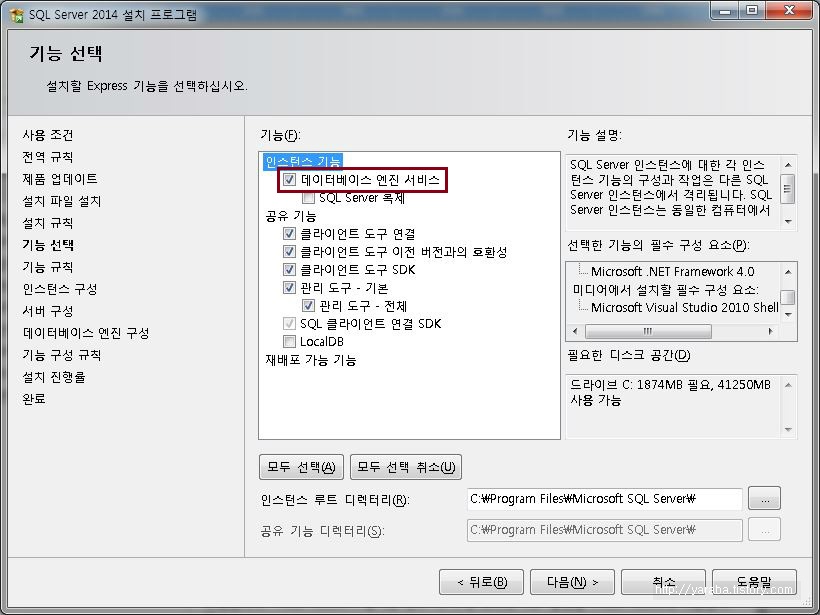 SQL Server 2014 설치 프로그램
기능 선택
설치할 Express 기능을 선택하십시오.
사용 조건
전역 규칙
제품 업데이트
설치 파일 설치
설치 규칙
기능 선택
기능 규칙
인스턴스 구성
서버 구성
데이터베이스 엔진 구성
기능 구성 규칙
설치 진행률
완료
기능(F):
인스턴스 기능
데이터베이스 엔진 서비스
SQL Server 복제
공유 기능
클라이언트 도구 연결
클라이언트 도구 이전 버전과의 호환성
클라이언트 도구 SDK
관리 도구 - 기본
관리 도구 - 전체
SQL 클라이언트 연결 SDK
LocalDB
재배포 가능 기능
기능 설명:
SQL Server 인스턴스에 대한 각 인스
턴스 기능의 구성과 작업은 다른 SQL
Server 인스턴스에서 격리됩니다. SQL
Server 인스턴스는 동일한 컴퓨터에서
선택한 기능의 필수 구성 요소(P):
Microsoft .NET Framework 4.0
미디어에서 설치할 필수 구성 요소:
Microsoft Visual Studio 2010 Shell
필요한 디스크 공간(D)
드라이브 C: 1874MB 필요, 41250MB
사용 가능
모두 선택(A)
모두 선택 취소(U)
인스턴스 루트 디렉터리(R):
C:₩Program Files₩Microsoft SQL Server₩
...
공유 기능 디렉터리(S):
C:₩Program Files₩Microsoft SQL Server₩
...
< 뒤로(B)
다음(N) >
취소
도움말
http://yaraba.tistory.com